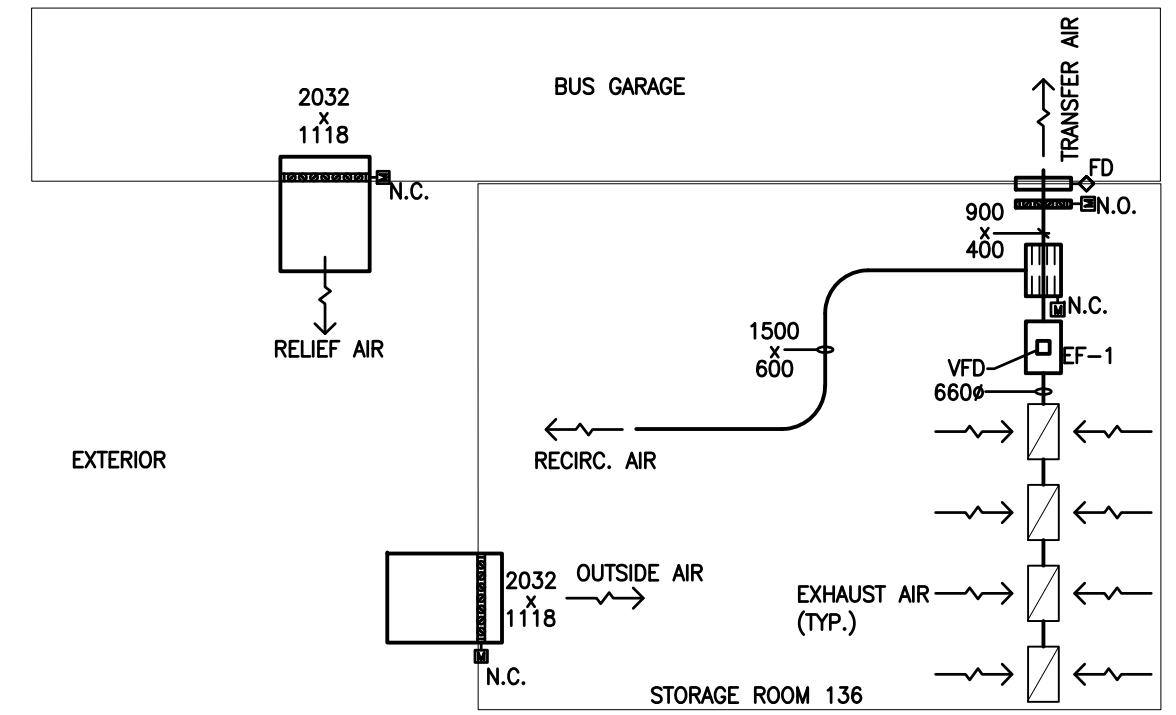 BUS GARAGE
TRANSFER AIR
2032
x
1118
M
N.C.
FD
M
N.O.
900
x
400
M
N.C.
RELIEF AIR
1500
x
600
VFD
EF-1
660ø
EXTERIOR
RECIRC. AIR
2032
x
1118
OUTSIDE AIR
EXHAUST AIR
(TYP.)
M
N.C.
STORAGE ROOM 136